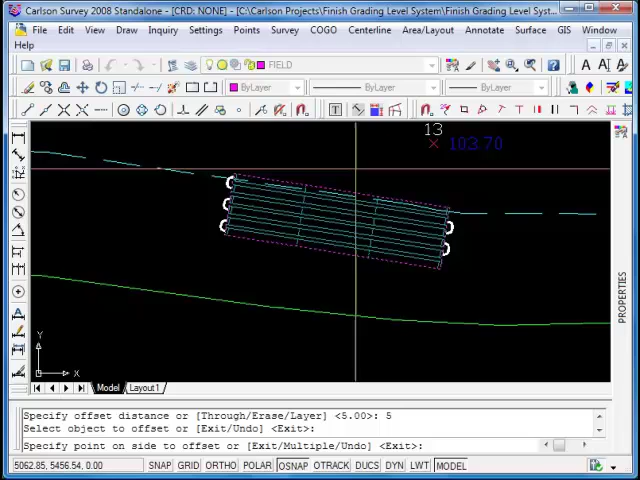 Carlson Survey 2008 Standalone - [CRD: NONE] - [C:\Carlson Projects\Finish Grading Level System\Finish Grading Level Syst...
File Edit View Draw Inquiry Settings Points Survey COGO Centerline Area/Layout Annotate Surface GIS Window
Help
FIELD
ByLayer ByLayer ByLayer
13
103.70
PROPERTIES
Y
X
Model Layout1
Specify offset distance or [Through/Erase/Layer] <5.00>: 5
Select object to offset or [Exit/Undo] <Exit>:
Specify point on side to offset or [Exit/Multiple/Undo] <Exit>:
5062.85, 5456.54, 0.00 SNAP GRID ORTHO POLAR OSNAP OTRACK DUCS DYN LWT MODEL